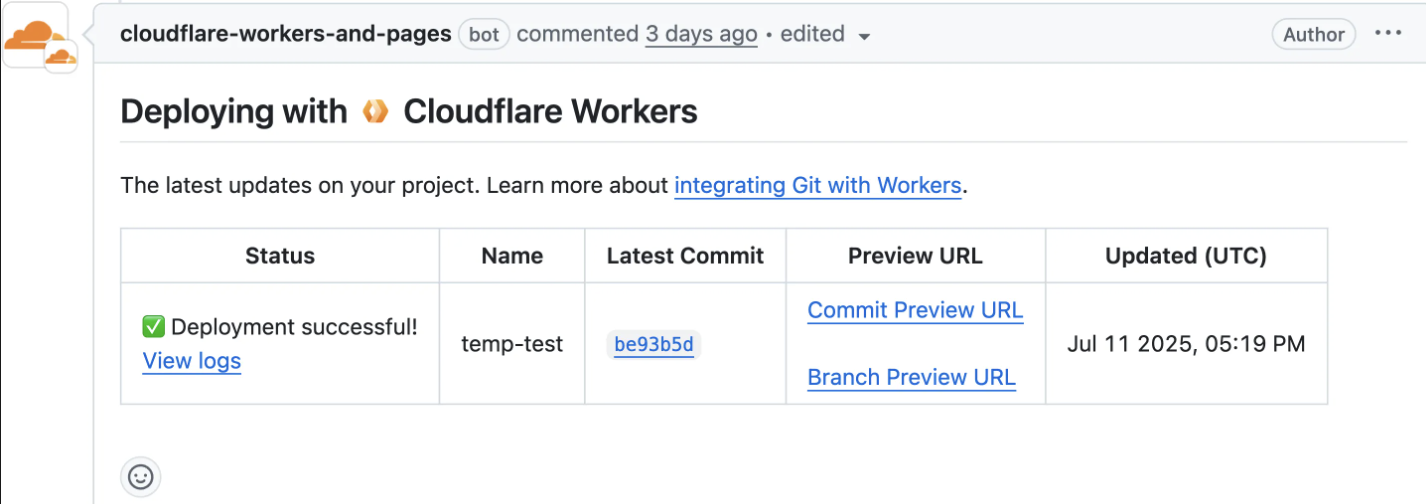 cloudflare-workers-and-pages bot commented 3 days ago • edited Author
Deploying with Cloudflare Workers
The latest updates on your project. Learn more about integrating Git with Workers.
Status Name Latest Commit Preview URL Updated (UTC)
✅ Deployment successful!
View logs
temp-test
be93b5d
Commit Preview URL
Branch Preview URL
Jul 11 2025, 05:19 PM